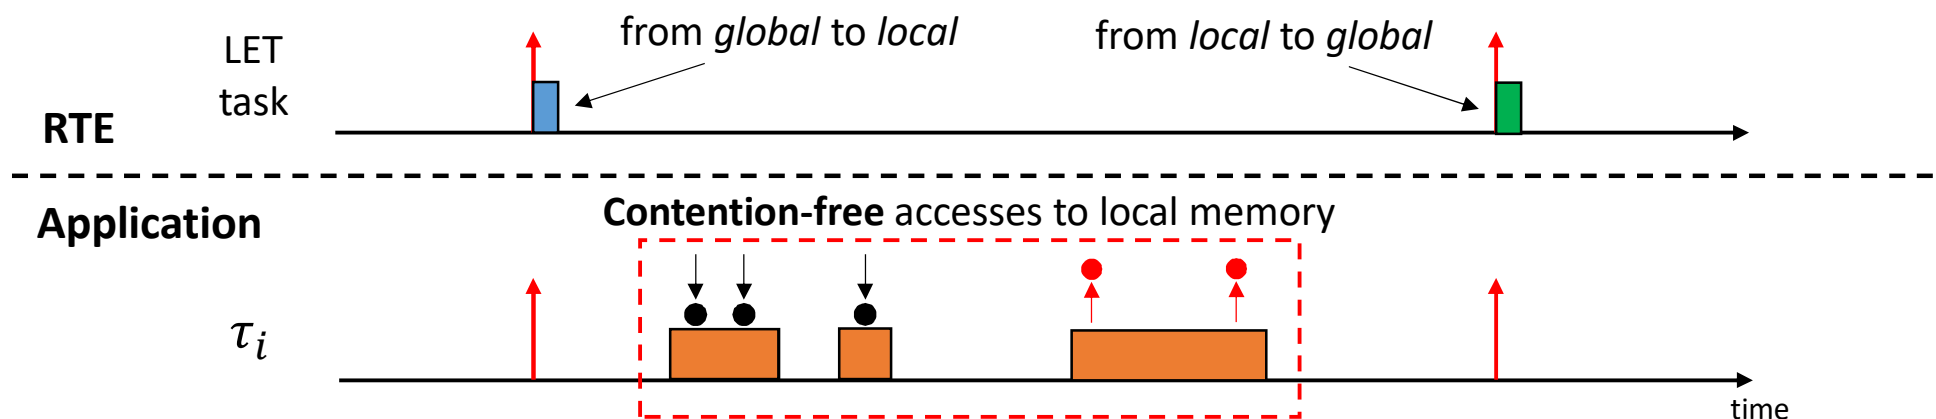 LET
task
from global to local
from local to global
RTE
Application
Contention-free accesses to local memory
τi
time